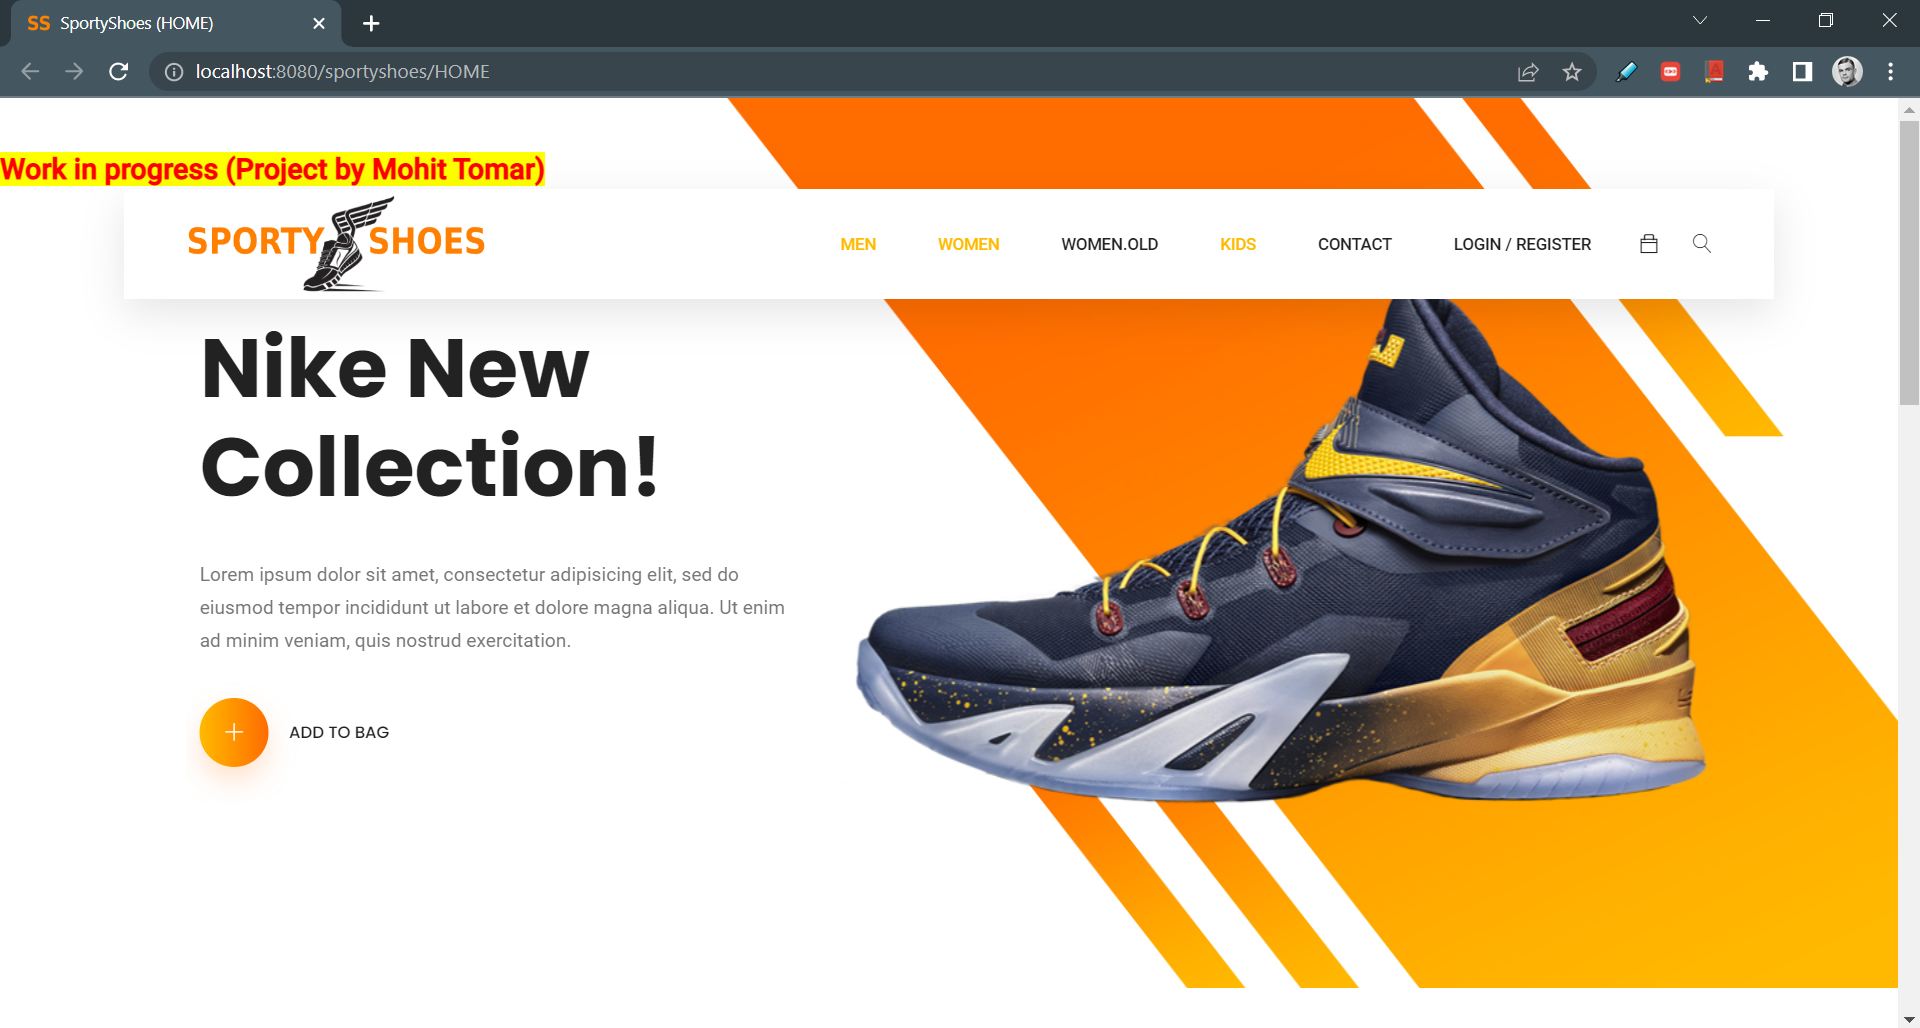 SS SportyShoes (HOME)
localhost:8080/sportyshoes/HOME
Work in progress (Project by Mohit Tomar)
SPORTY SHOES
MEN WOMEN WOMEN.OLD KIDS CONTACT LOGIN / REGISTER
Nike New
Collection!
Lorem ipsum dolor sit amet, consectetur adipisicing elit, sed do
eiusmod tempor incididunt ut labore et dolore magna aliqua. Ut enim
ad minim veniam, quis nostrud exercitation.
ADD TO BAG